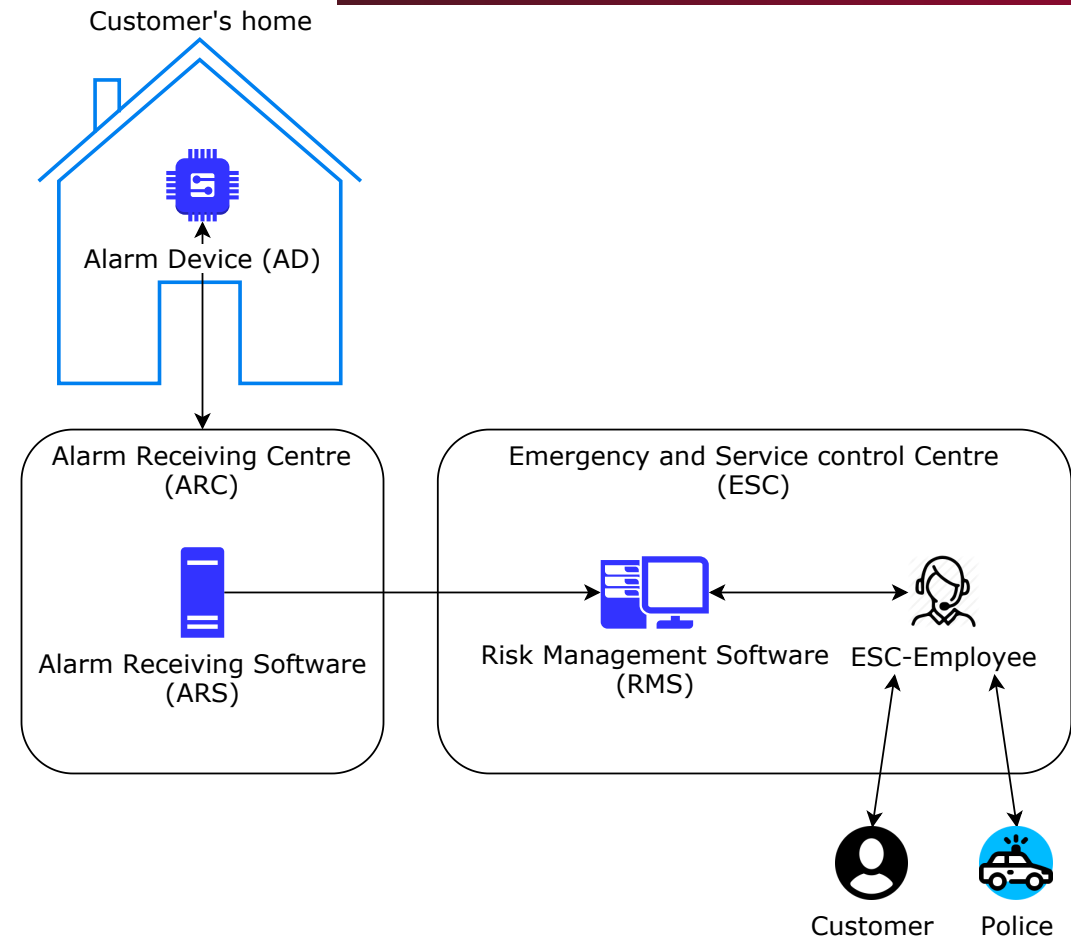 Customer's home
Alarm Device (AD)
Alarm Receiving Centre
(ARC)
Emergency and Service control Centre
(ESC)
Alarm Receiving Software
(ARS)
Risk Management Software
(RMS)
ESC-Employee
Customer
Police